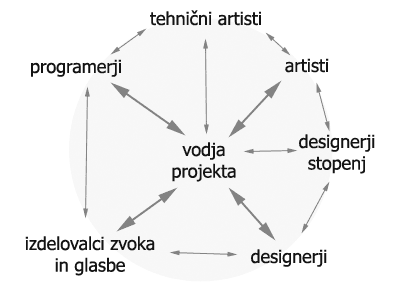 tehnični artisti
programerji
artisti
vodja
projekta
designerji
stopenj
izdelovalci zvoka
in glasbe
designerji